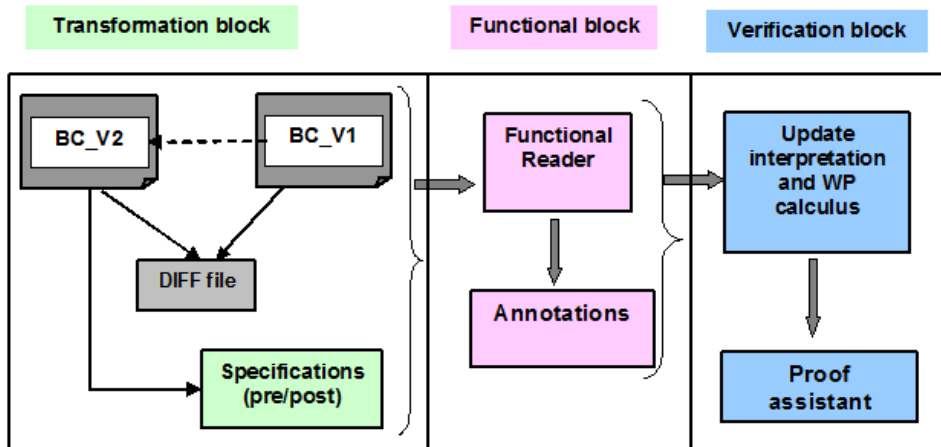 Transformation block
Functional block
Verification block
BC_V2
BC_V1
DIFF file
Specifications
(pre/post)
Functional
Reader
Annotations
Update
interpretation
and WP
calculus
Proof
assistant